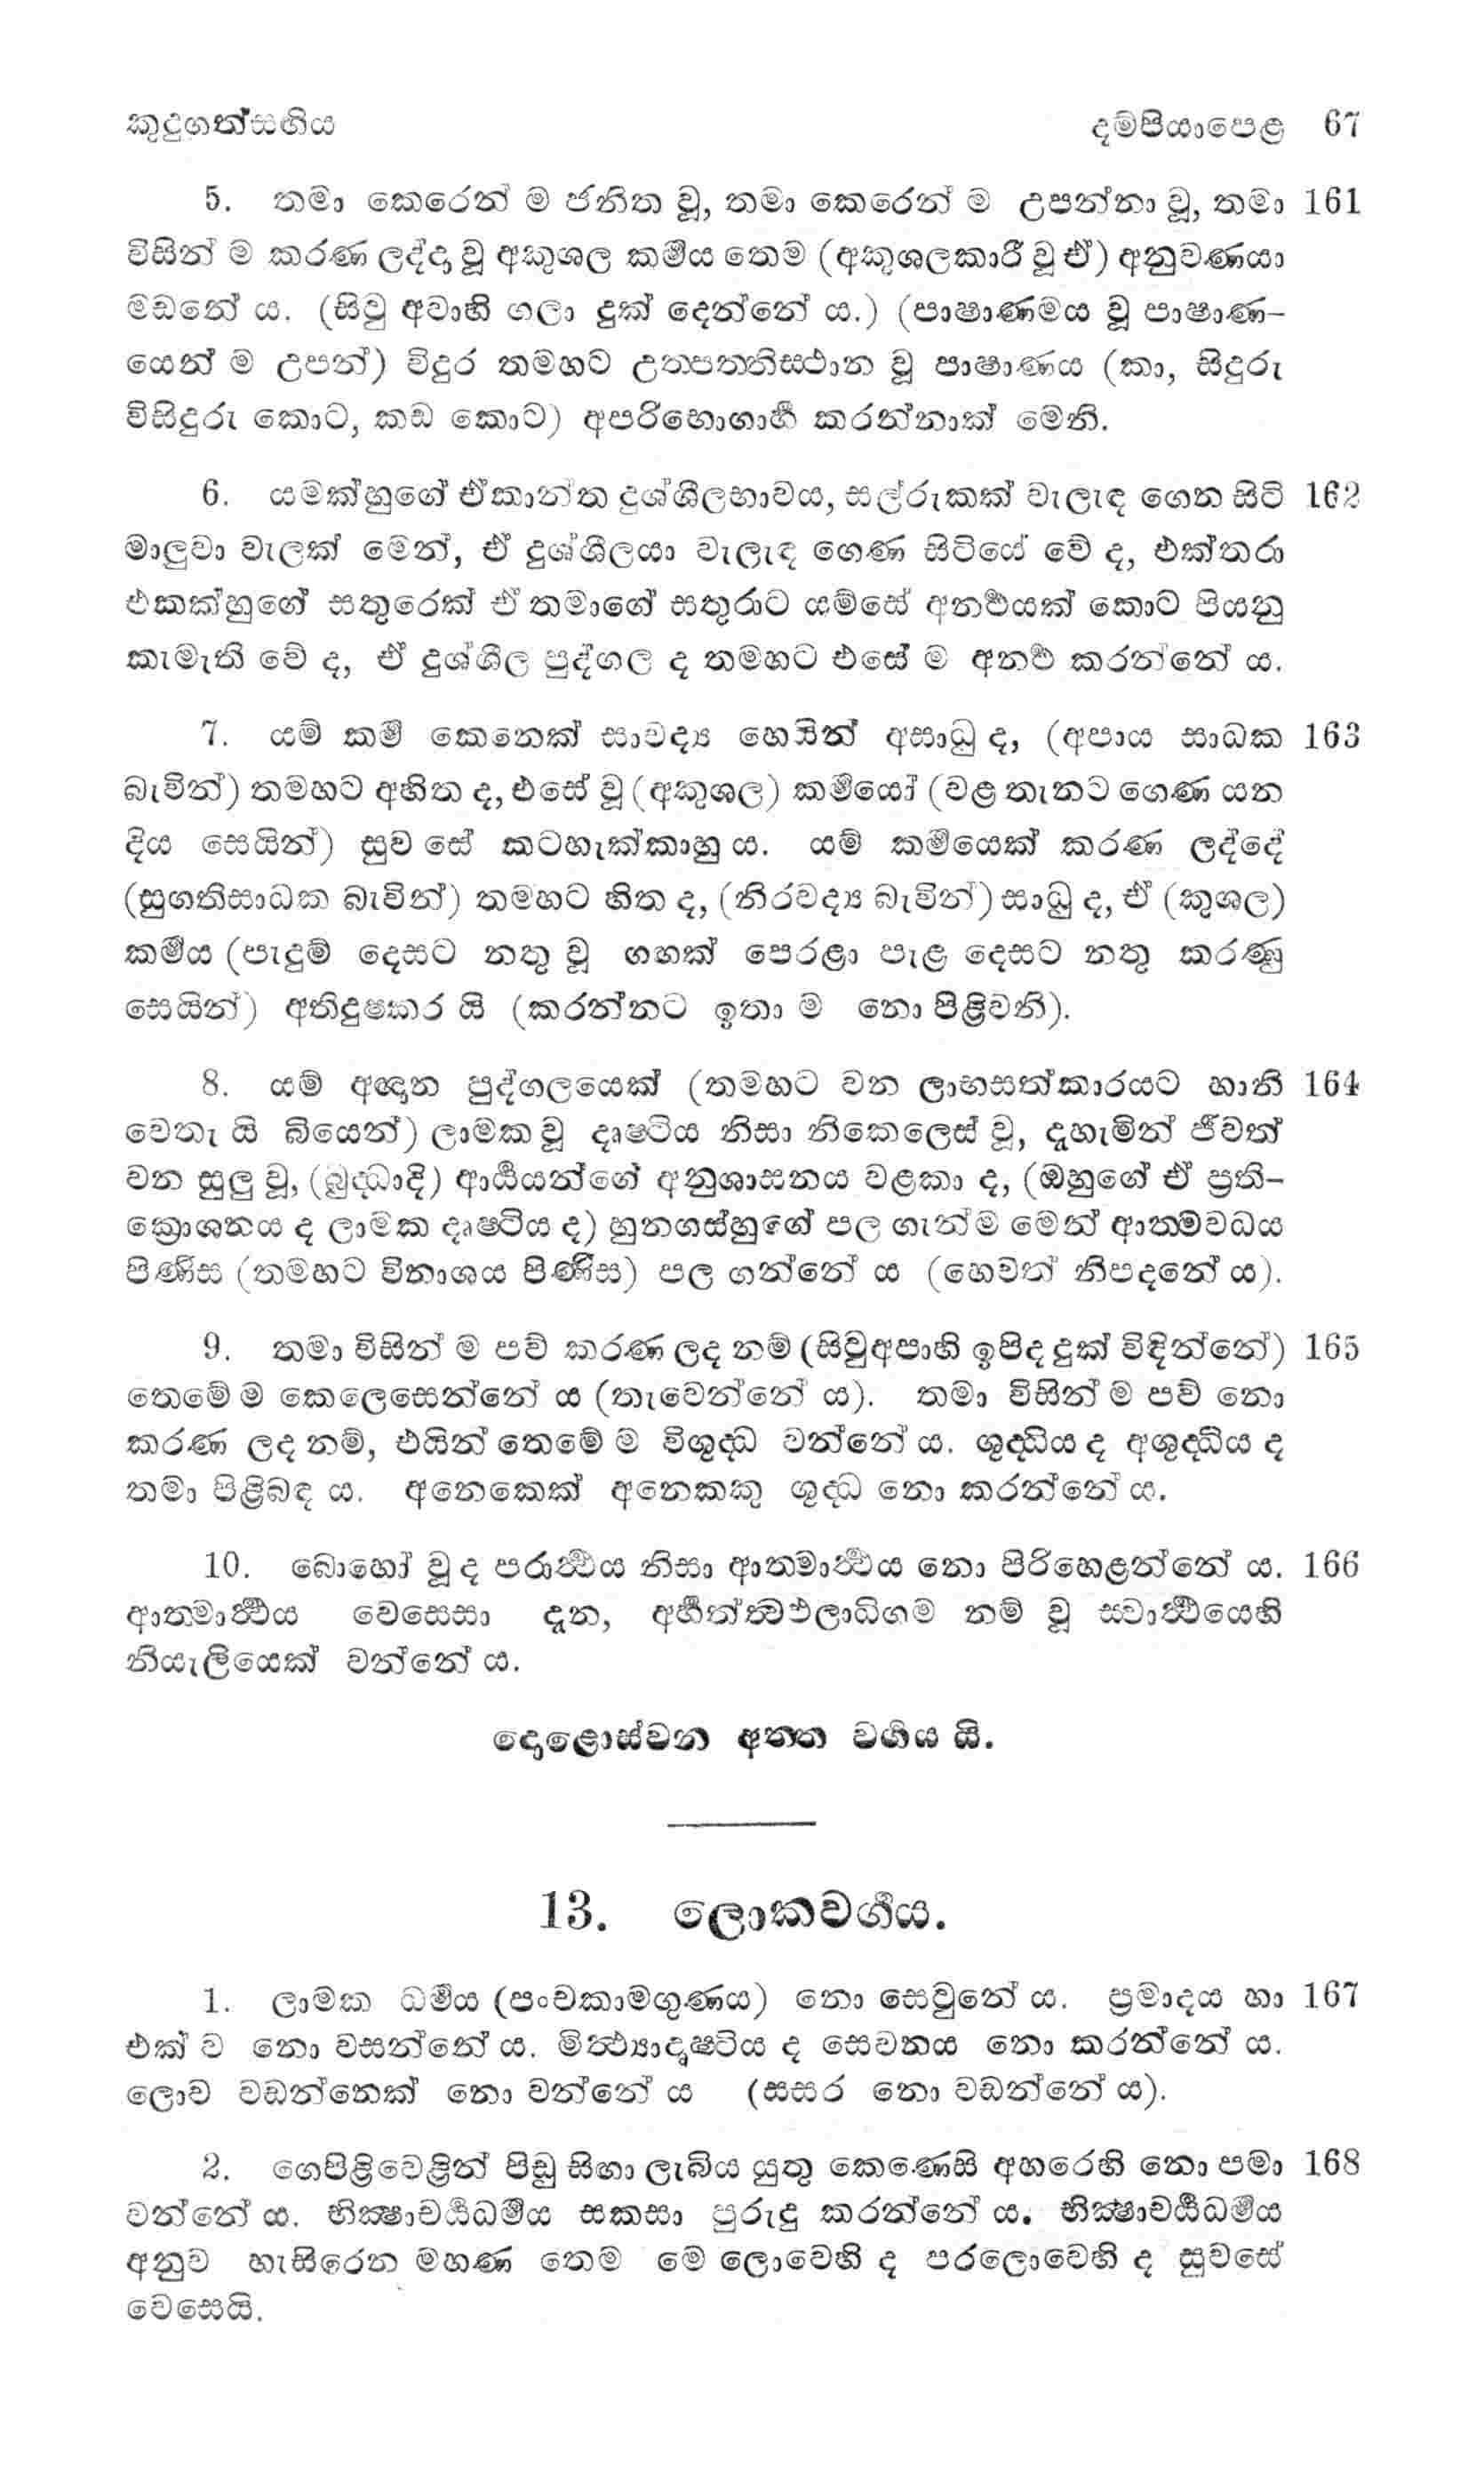 කුදුගත්සඟිය දම්පියාපෙළ 67
5. තමා කෙරෙන් ම ජනිත වූ, තමා කෙරෙන් ම උපන්නා වූ, තමා 161
විසින් ම කරණ ලද්ද වූ අකුශල කර්‍මය තෙම (අකුශලකාරී වූ ඒ) අනුවණයා
මඩනේ ය. (සිවු අවාහි ගලා දුක් දෙන්නේ ය.) (පාෂාණමය වූ පාෂාණ-
යෙන් ම උපන්) විදුර තමහට උත්පත්තිස්ථාන වූ පාෂාණය (කා, සිදුරු
විසිදුරු කොට, කඩ කොට) අපරිභොගාර්‍හ කරන්නාක් මෙනි.
6. යමක්හුගේ ඒකාන්ත දුශ්ශීලභාවය, සල්රුකක් වැලැඳ ගෙන සිටි 162
මාලුවා වැලක් මෙන්, ඒ දුශ්ශීලයා වැලැඳ ගෙණ සිටියේ වේ ද, එක්තරා
එකක්හුගේ සතුරෙක් ඒ තමාගේ සතුරාට යම්සේ අනර්‍ථයක් කොට පියනු
කැමැති වේ ද, ඒ දුශ්ශීල පුද්ගල ද තමහට එසේ ම අනර්‍ථ කරන්නේ ය.
7. යම් කර්‍ම කෙනෙක් සාවද්‍ය හෙයින් අසාධු ද, (අපාය සාධක 163
බැවින්) තමහට අහිත ද, එසේ වූ (අකුශල) කර්‍මයෝ (වළ තැනට ගෙණ යන
දිය සෙයින්) සුව සේ කටහැක්කාහු ය. යම් කර්‍මයෙක් කරණ ලද්දේ
(සුගතිසාධක බැවින්) තමහට හිත ද, (නිරවද්‍ය බැවින්) සාධු ද, ඒ (කුශල)
කර්‍මය (පැදුම් දෙසට නතු වූ ගඟක් පෙරළා පැළ දෙසට නතු කරණු
සෙයින්) අතිදුෂ්කර යි (කරන්නට ඉතා ම නො පිළිවනි).
8. යම් අඥාන පුද්ගලයෙක් (තමහට වන ලාභසත්කාරයට හානි 164
වෙතැ යි බියෙන්) ලාමක වූ දෘෂ්ටිය නිසා නිකෙලෙස් වූ, දැහැමින් ජීවත්
වන සුලු වූ, (බුද්ධාදි) ආර්‍ය්‍යයන්ගේ අනුශාසනය වළකා ද, (ඔහුගේ ඒ ප්‍රති-
ක්‍රොශනය ද ලාමක දෘෂ්ටිය ද) හුනගස්හුගේ පල ගැන්ම මෙන් ආත්මවධය
පිණිස (තමහට විනාශය පිණිස) පල ගන්නේ ය (හෙවත් නිපදනේ ය).
9. තමා විසින් ම පව් කරණ ලද නම් (සිවුඅපාහි ඉපිද දුක් විඳින්නේ) 165
තෙමේ ම කෙලෙසෙන්නේ ය (තැවෙන්නේ ය). තමා විසින් ම පව් නො
කරණ ලද නම්, එයින් තෙමේ ම විශුද්ධ වන්නේ ය. ශුද්ධිය ද අශුද්ධිය ද
තමා පිළිබඳ ය. අනෙකෙක් අනෙකකු ශුද්ධ නො කරන්නේ ය.
10. බොහෝ වූ ද පරාර්‍ත්‍ථය නිසා ආත්මාර්‍ත්‍ථය නො පිරිහෙළන්නේ ය. 166
ආත්මාර්‍ත්‍ථය වෙසෙසා දැන, අර්‍හත්ත්‍වඵලාධිගම නම් වූ ස්වාර්‍ත්‍ථයෙහි
නියැලියෙක් වන්නේ ය.
දොළොස්වන අත්ත වර්‍ගය යි.
13. ලොකවර්‍ගය.
1. ලාමක ධර්‍මය (පංචකාමගුණය) නො සෙවුනේ ය. ප්‍රමාදය හා 167
එක් ව නො වසන්නේ ය. මිත්‍ථ්‍යාදෘෂ්ටිය ද සෙවනය නො කරන්නේ ය.
ලොව වඩන්නෙක් නො වන්නේ ය (සසර නො වඩන්නේ ය).
2. ගෙපිළිවෙළින් පිඩු සිඟා ලැබිය යුතු කෙණෙසි අහරෙහි නො පමා 168
වන්නේ ය. භික්‍ෂාචර්‍ය්‍යධර්‍මය සකසා පුරුදු කරන්නේ ය. භික්‍ෂාචර්‍ය්‍යධර්‍මය
අනුව හැසිරෙන මහණ තෙම මේ ලොවෙහි ද පරලොවෙහි ද සුවසේ
වෙසෙයි.